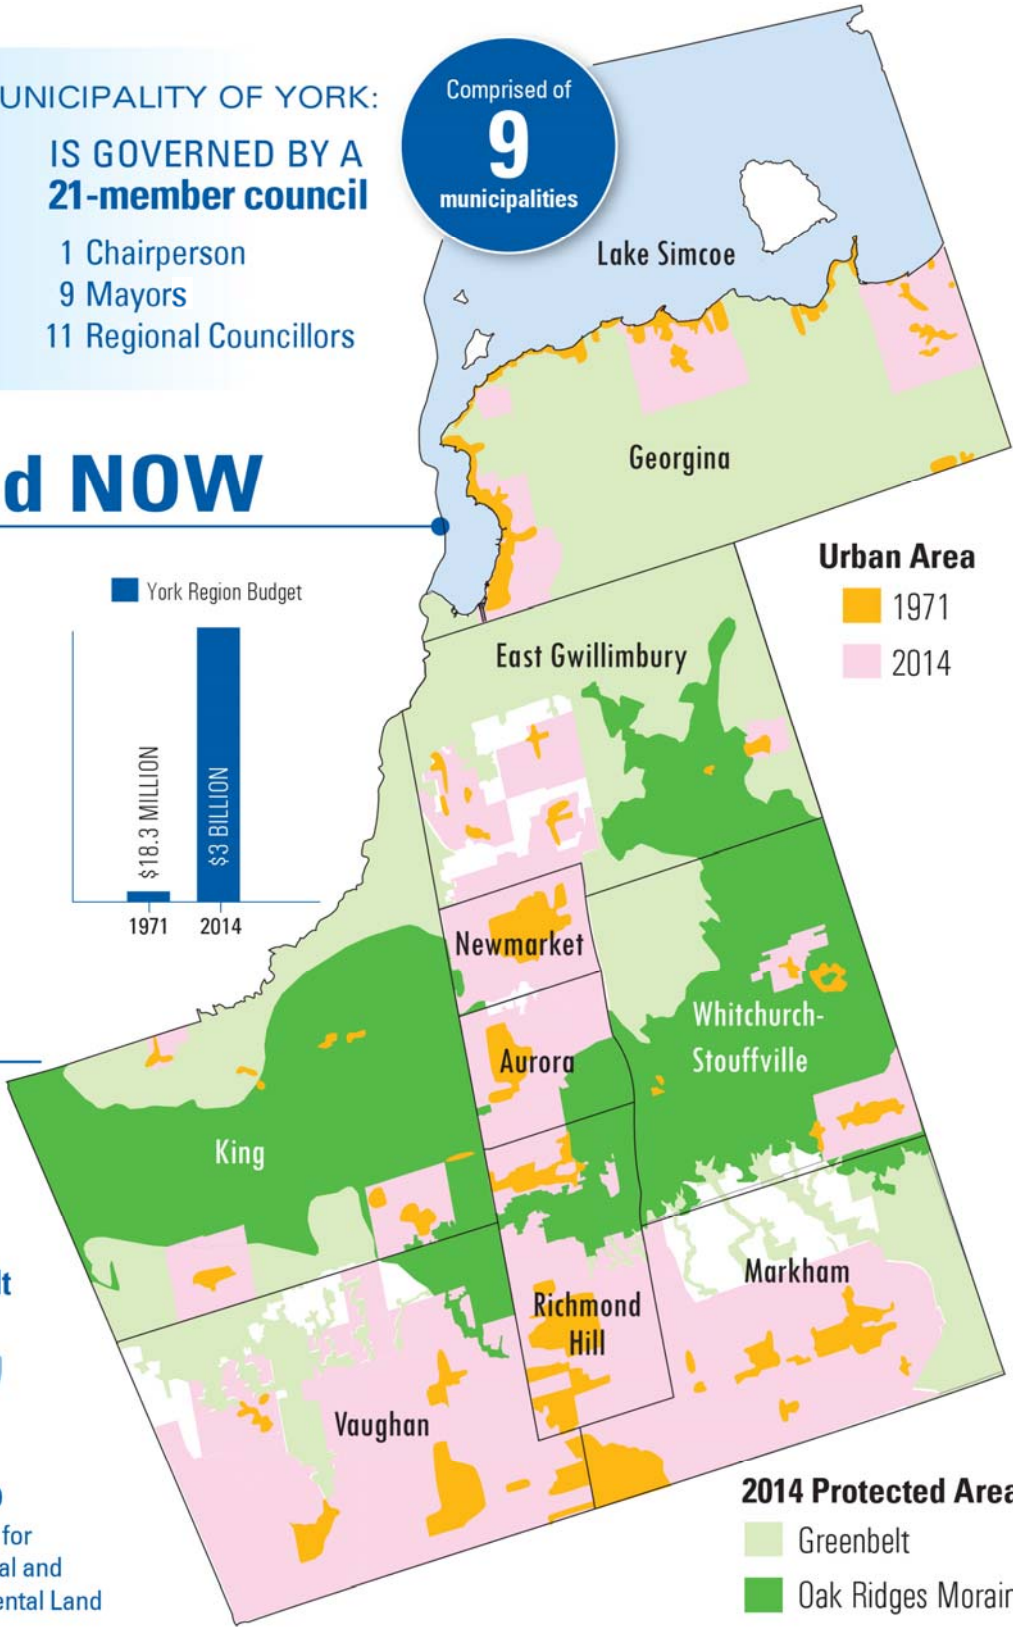 UNICIPALITY OF YORK:
IS GOVERNED BY A
21-member council
1 Chairperson
9 Mayors
11 Regional Councillors
Comprised of
9
municipalities
d NOW
York Region Budget
$18.3 MILLION
$3 BILLION
1971
2014
Lake Simcoe
Georgina
Urban Area
1971
2014
East Gwillimbury
Newmarket
Whitchurch-
Stouffville
Aurora
King
Markham
Richmond
Hill
Vaughan
lt
for
al and
ental Land
2014 Protected Area
Greenbelt
Oak Ridges Morain